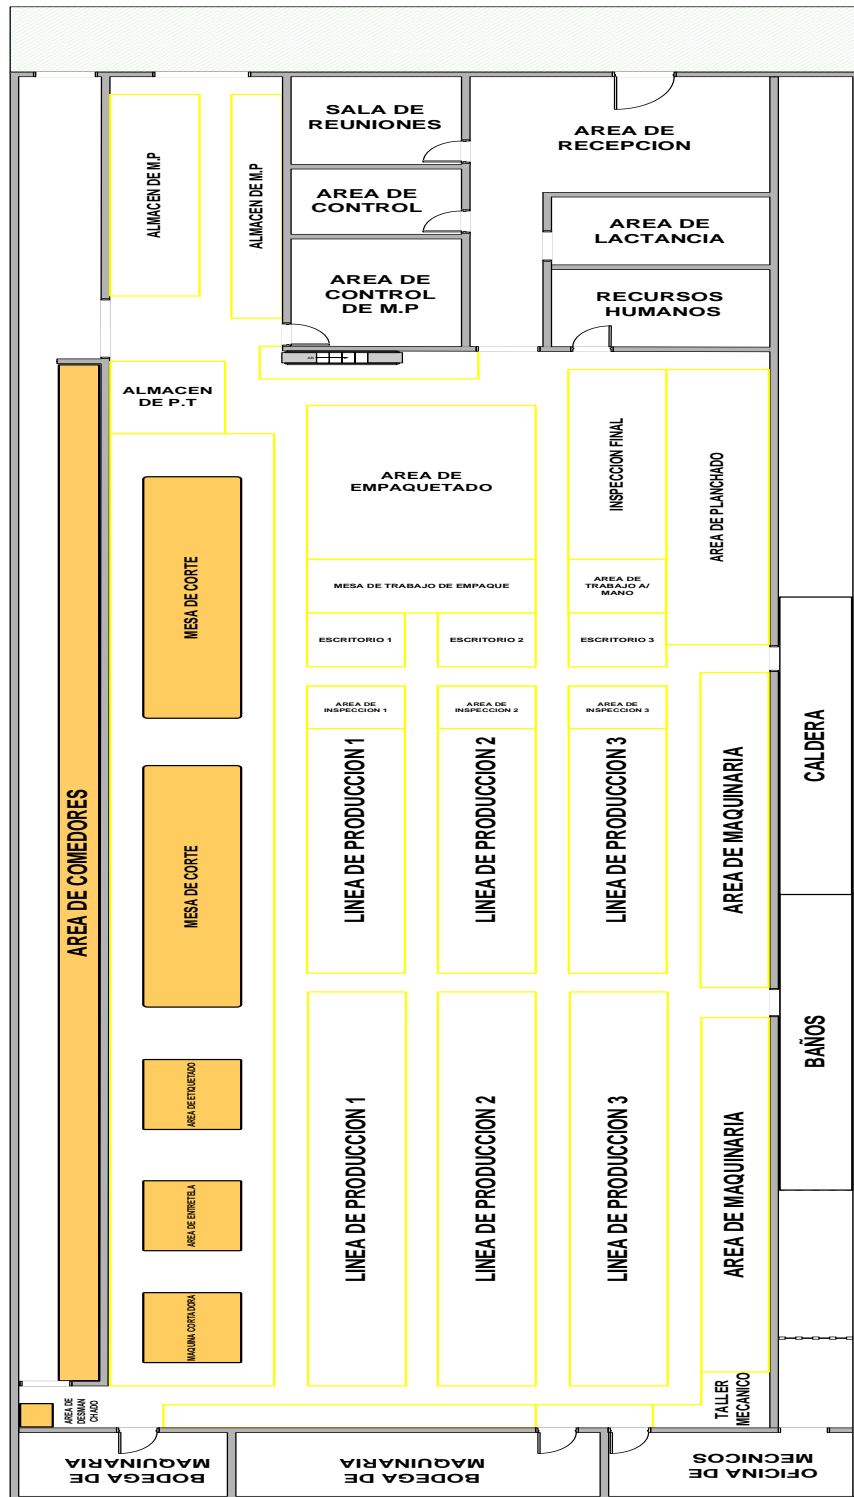 SALA DE
REUNIONES
AREA DE
RECEPCION
ALMACEN DE M.P
ALMACEN DE M.P
AREA DE
CONTROL
AREA DE
LACTANCIA
AREA DE
CONTROL
DE M.P
RECURSOS
HUMANOS
ALMACEN
DE P.T
AREA DE
EMPAQUETADO
INSPECCION FINAL
AREA DE PLANCHADO
MESA DE CORTE
MESA DE TRABAJO DE EMPAQUE
AREA DE
TRABAJO A/
MANO
ESCRITORIO 1
ESCRITORIO 2
ESCRITORIO 3
AREA DE
INSPECCION 1
AREA DE
INSPECCION 2
AREA DE
INSPECCION 3
CALDERA
AREA DE COMEDORES
MESA DE CORTE
LINEA DE PRODUCCION 1
LINEA DE PRODUCCION 2
LINEA DE PRODUCCION 3
AREA DE MAQUINARIA
BAÑOS
AREA DE ETIQUETADO
AREA DE ENTRETELA
MAQUINA CORTADORA
LINEA DE PRODUCCION 1
LINEA DE PRODUCCION 2
LINEA DE PRODUCCION 3
AREA DE MAQUINARIA
AREA DE
DESMAN
CHADO
TALLER
MECANICO
BODEGA DE
MAQUINARIA
BODEGA DE
MAQUINARIA
OFICINA DE
MECNICOS